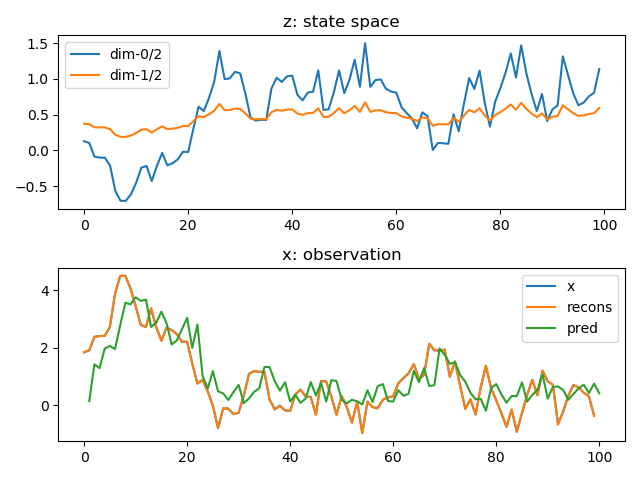 z: state space
1.5
1.0
0.5
0.0
−0.5
dim-0/2
dim-1/2
0 20 40 60 80 100
x: observation
4
2
0
x
recons
pred
0 20 40 60 80 100